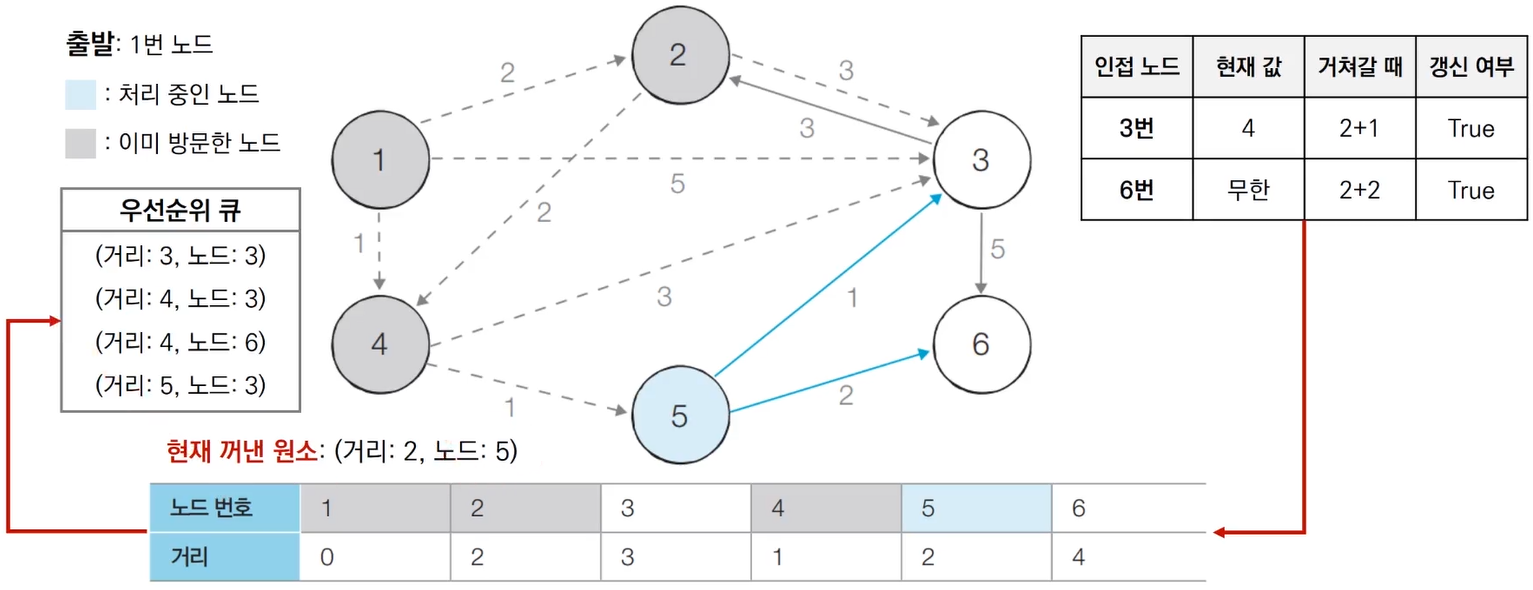 출발: 1번 노드
: 처리 중인 노드
: 이미 방문한 노드
우선순위 큐
(거리: 3, 노드: 3)
(거리: 4, 노드: 3)
(거리: 4, 노드: 6)
(거리: 5, 노드: 3)
2
2
3
3
1
5
3
2
1
5
4
3
1
6
1
5
2
인접 노드 현재 값 거쳐갈 때 갱신 여부
3번 4 2+1 True
6번 무한 2+2 True
현재 꺼낸 원소: (거리: 2, 노드: 5)
노드 번호 1 2 3 4 5 6
거리 0 2 3 1 2 4